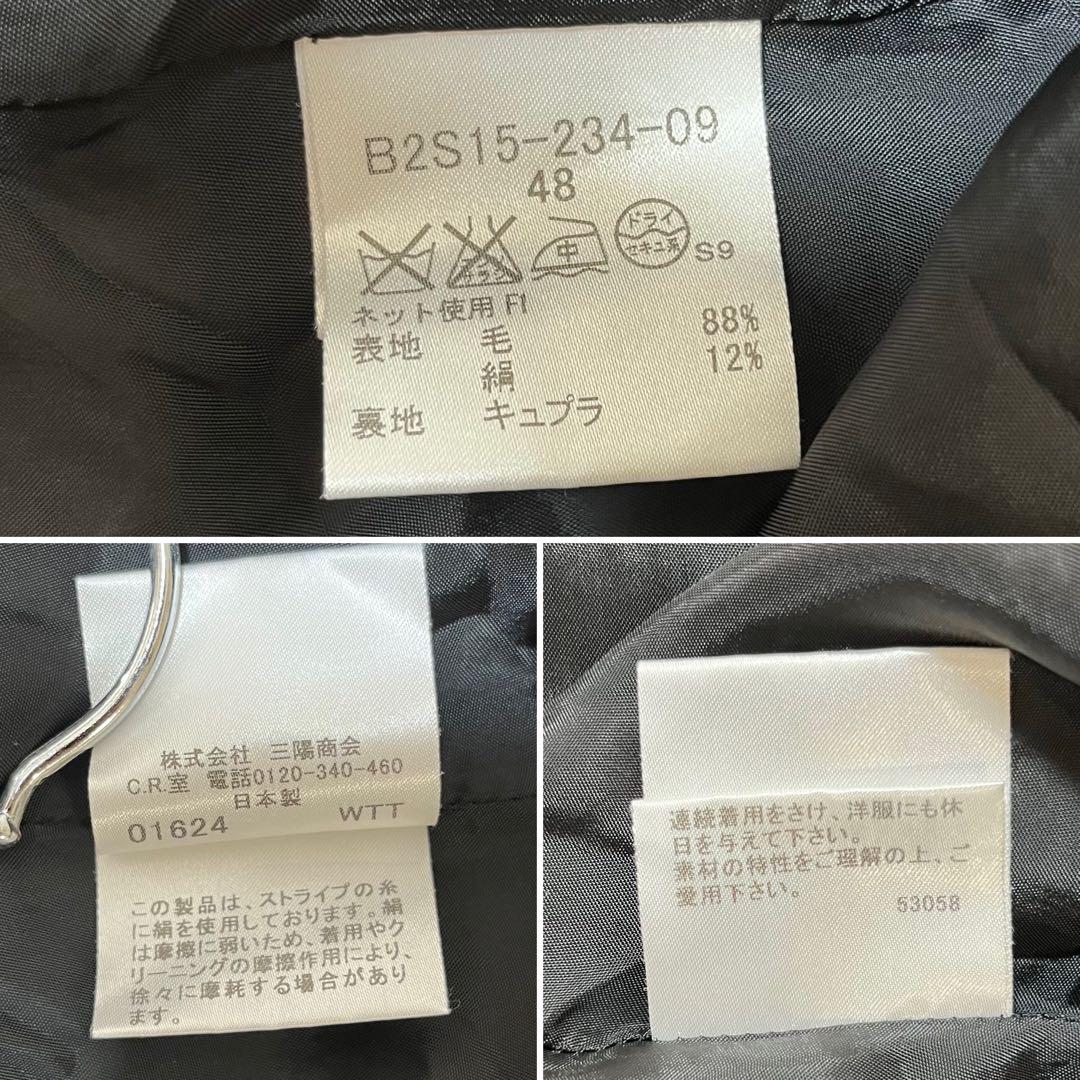 B2S15-234-09
48
エンソ
サラシ
中
ドライ
セキユ系
S9
ネット使用 F1
表地 毛 88%
絹 12%
裏地 キュプラ
株式会社 三陽商会
C.R.室 電話0120-340-460
日本製
01624 WTT
この製品は、ストライプの糸
に絹を使用しております。絹
は摩擦に弱いため、着用やク
リーニングの摩擦作用により、
徐々に摩耗する場合があり
ます。
連続着用をさけ、洋服にも休
日を与えて下さい。
素材の特性をご理解の上、ご
愛用下さい。
53058